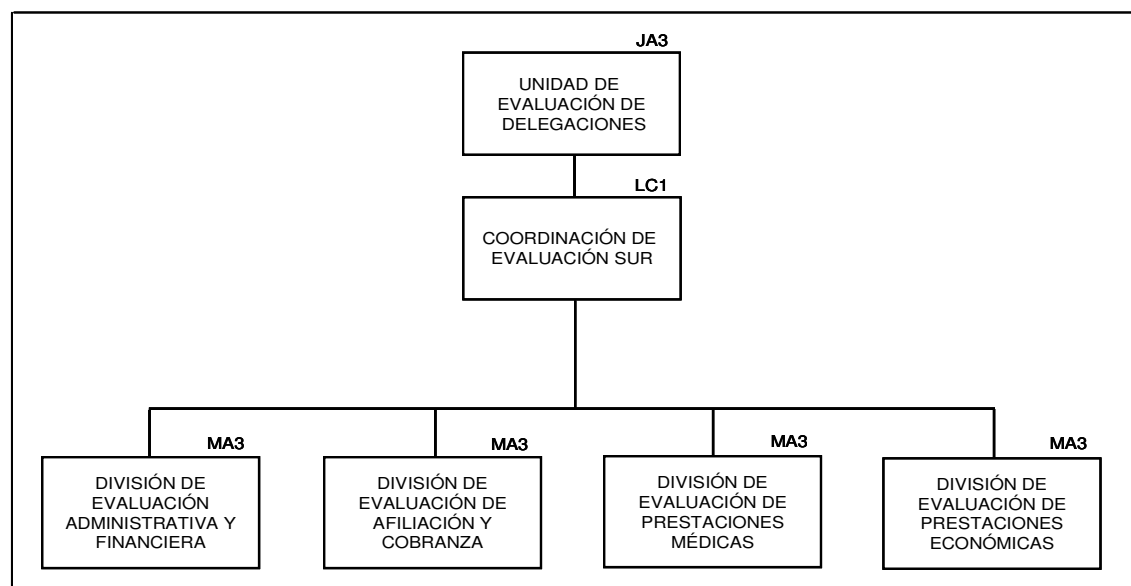 JA3
UNIDAD DE
EVALUACIÓN DE
DELEGACIONES
LC1
COORDINACIÓN DE
EVALUACIÓN SUR
MA3
DIVISIÓN DE
EVALUACIÓN
ADMINISTRATIVA Y
FINANCIERA
MA3
DIVISIÓN DE
EVALUACIÓN DE
AFILIACIÓN Y
COBRANZA
MA3
DIVISIÓN DE
EVALUACIÓN DE
PRESTACIONES
MÉDICAS
MA3
DIVISIÓN DE
EVALUACIÓN DE
PRESTACIONES
ECONÓMICAS